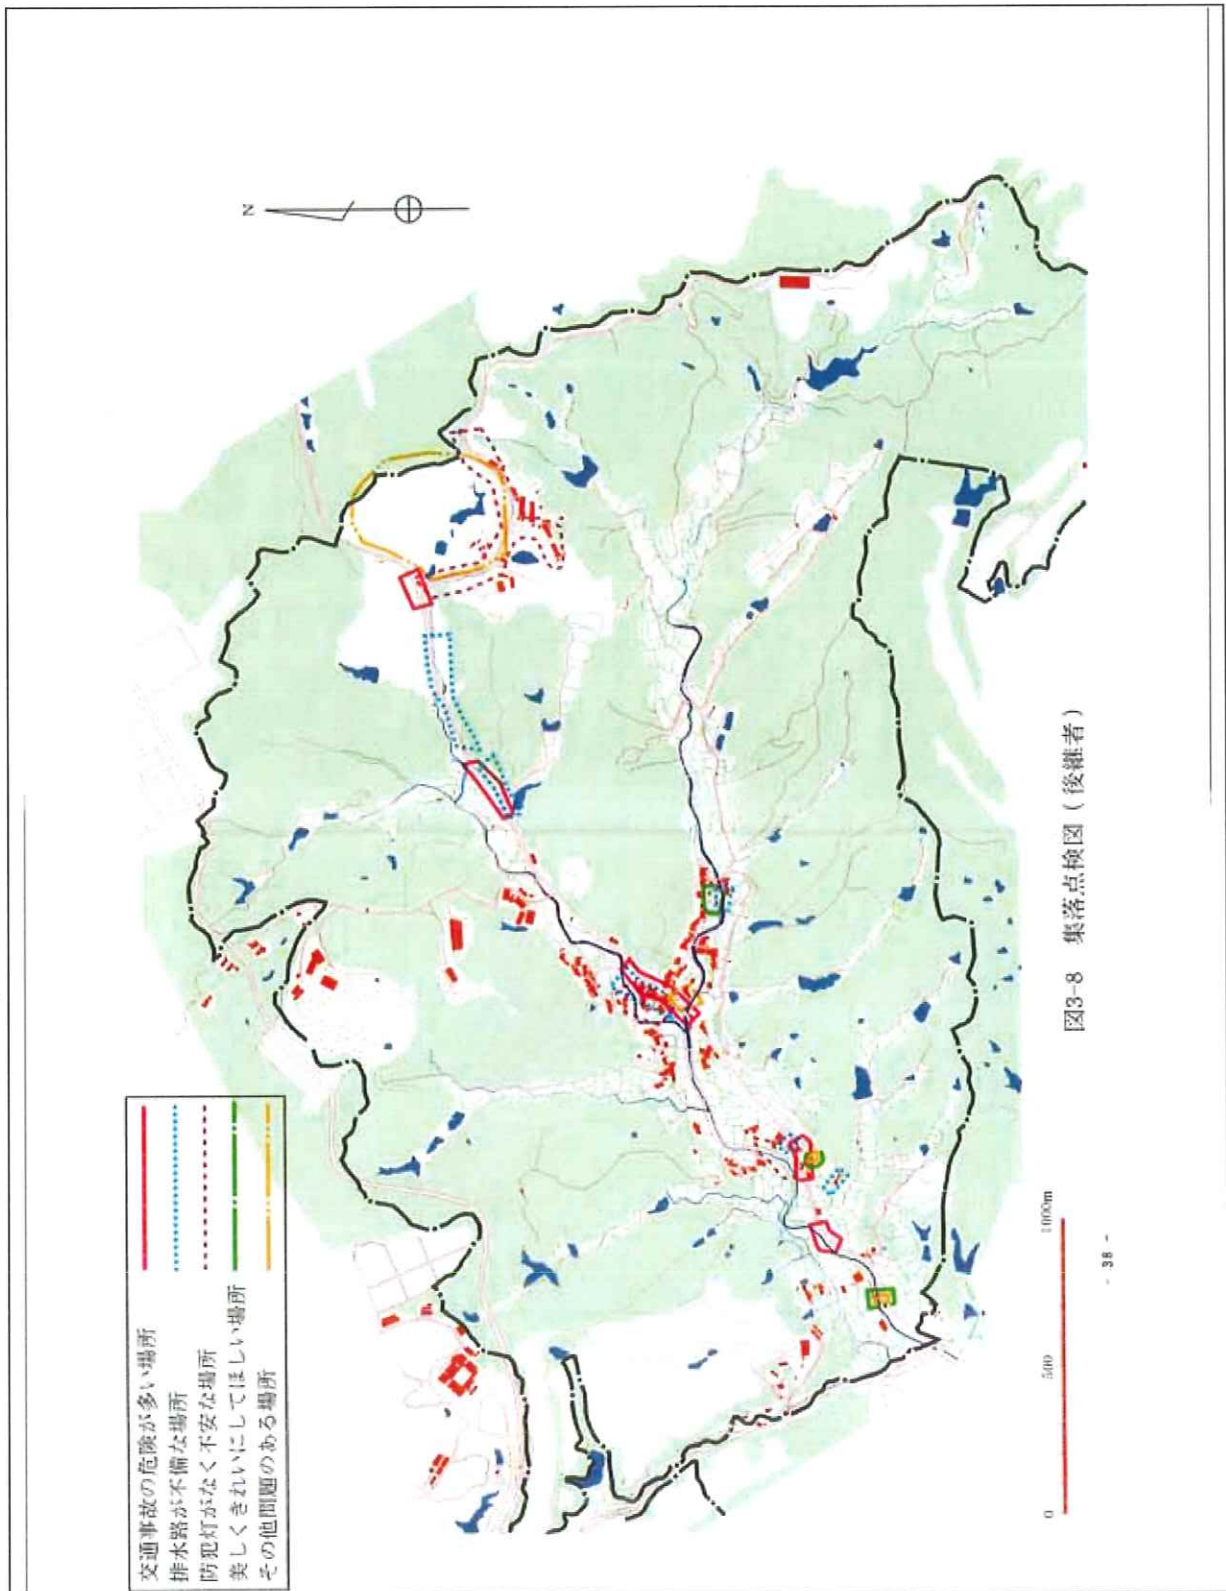 交通事故の危険が多い場所
排水路が不備な場所
防犯灯がなく不安な場所
美しくきれいにしてほしい場所
その他問題のある場所
N
0 500 1000m
図3-8 集落点検図(後継者)
- 38 -